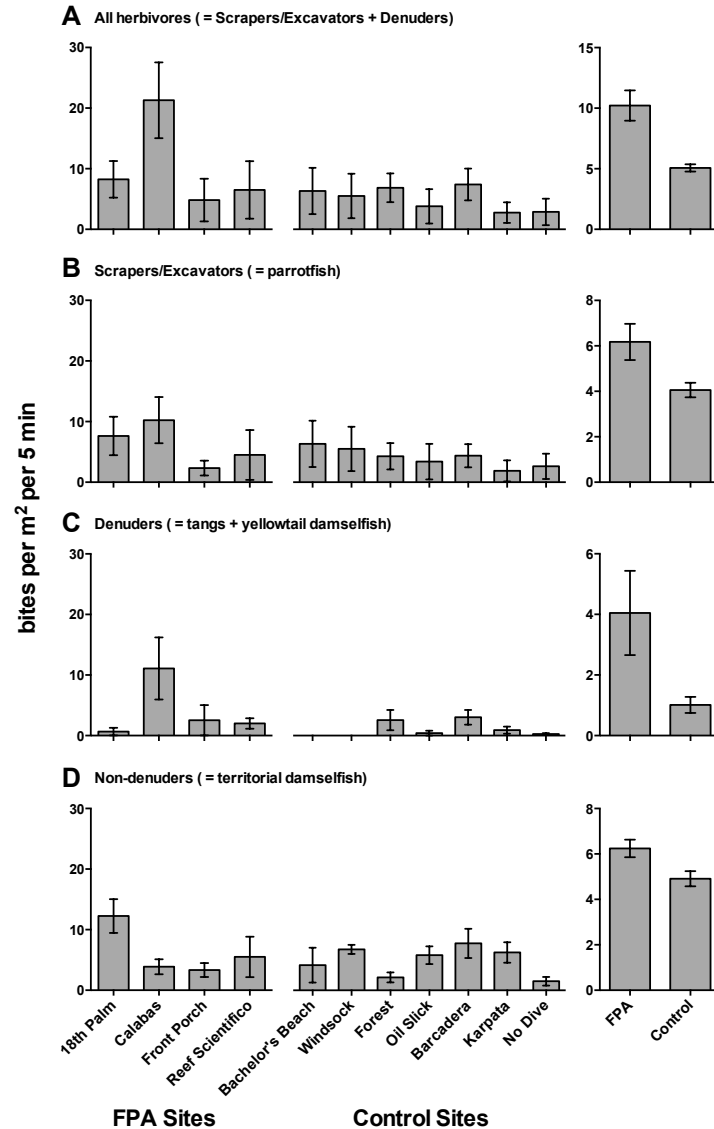 A All herbivores ( = Scrapers/Excavators + Denuders)
30
20
10
0
15
10
5
0
B Scrapers/Excavators ( = parrotfish)
30
20
10
0
8
6
4
2
0
C Denuders ( = tangs + yellowtail damselfish)
30
20
10
0
6
4
2
0
D Non-denuders ( = territorial damselfish)
30
20
10
0
8
6
4
2
0
bites per m² per 5 min
18th Palm
Calabas
Front Porch
Reef Scientifico
Bachelor's Beach
Windsock
Forest
Oil Slick
Barcadera
Karpata
No Dive
FPA
Control
FPA Sites
Control Sites